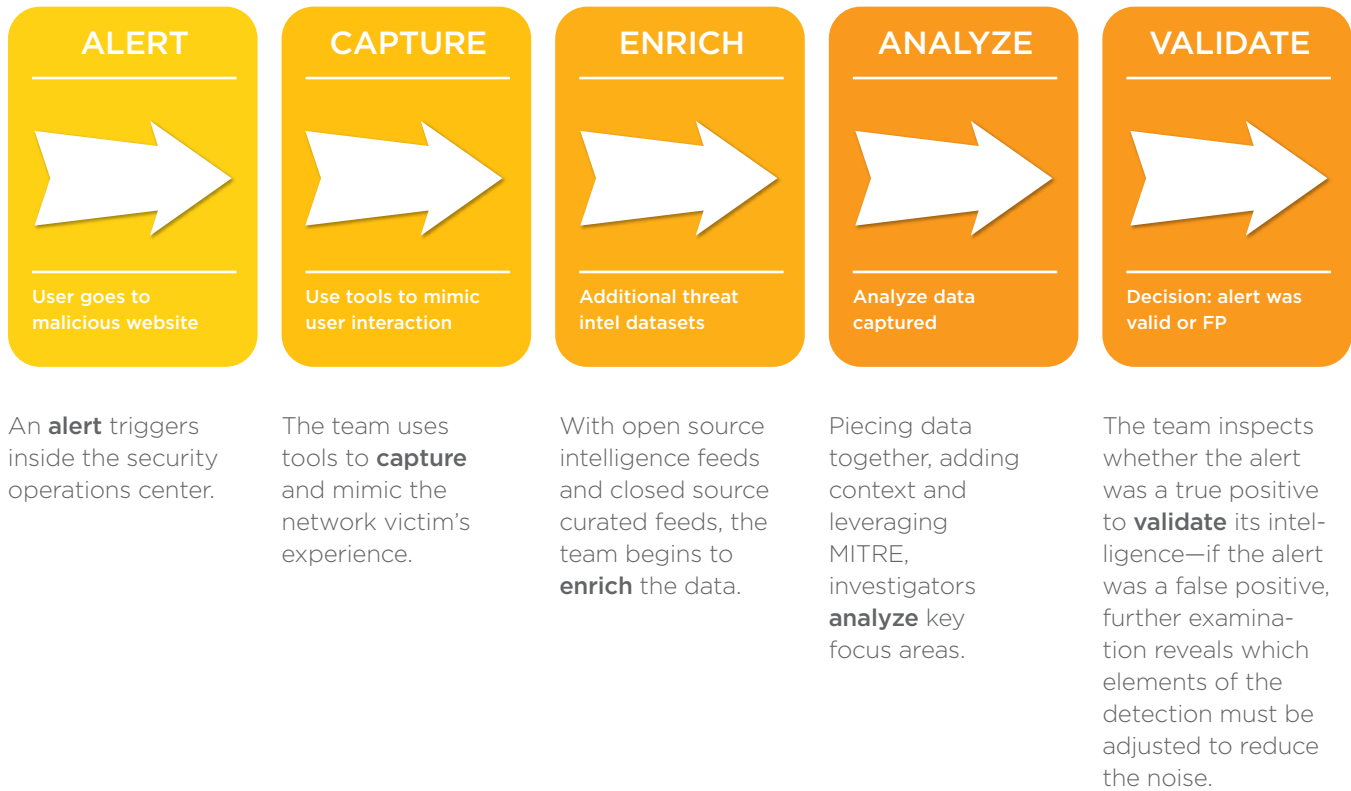 ALERT
User goes to
malicious website
CAPTURE
Use tools to mimic
user interaction
ENRICH
Additional threat
intel datasets
ANALYZE
Analyze data
captured
VALIDATE
Decision: alert was
valid or FP
An alert triggers
inside the security
operations center.
The team uses
tools to capture
and mimic the
network victim's
experience.
With open source
intelligence feeds
and closed source
curated feeds, the
team begins to
enrich the data.
Piecing data
together, adding
context and
leveraging
MITRE,
investigators
analyze key
focus areas.
The team inspects
whether the alert
was a true positive
to validate its intel-
ligence—if the alert
was a false positive,
further examina-
tion reveals which
elements of the
detection must be
adjusted to reduce
the noise.